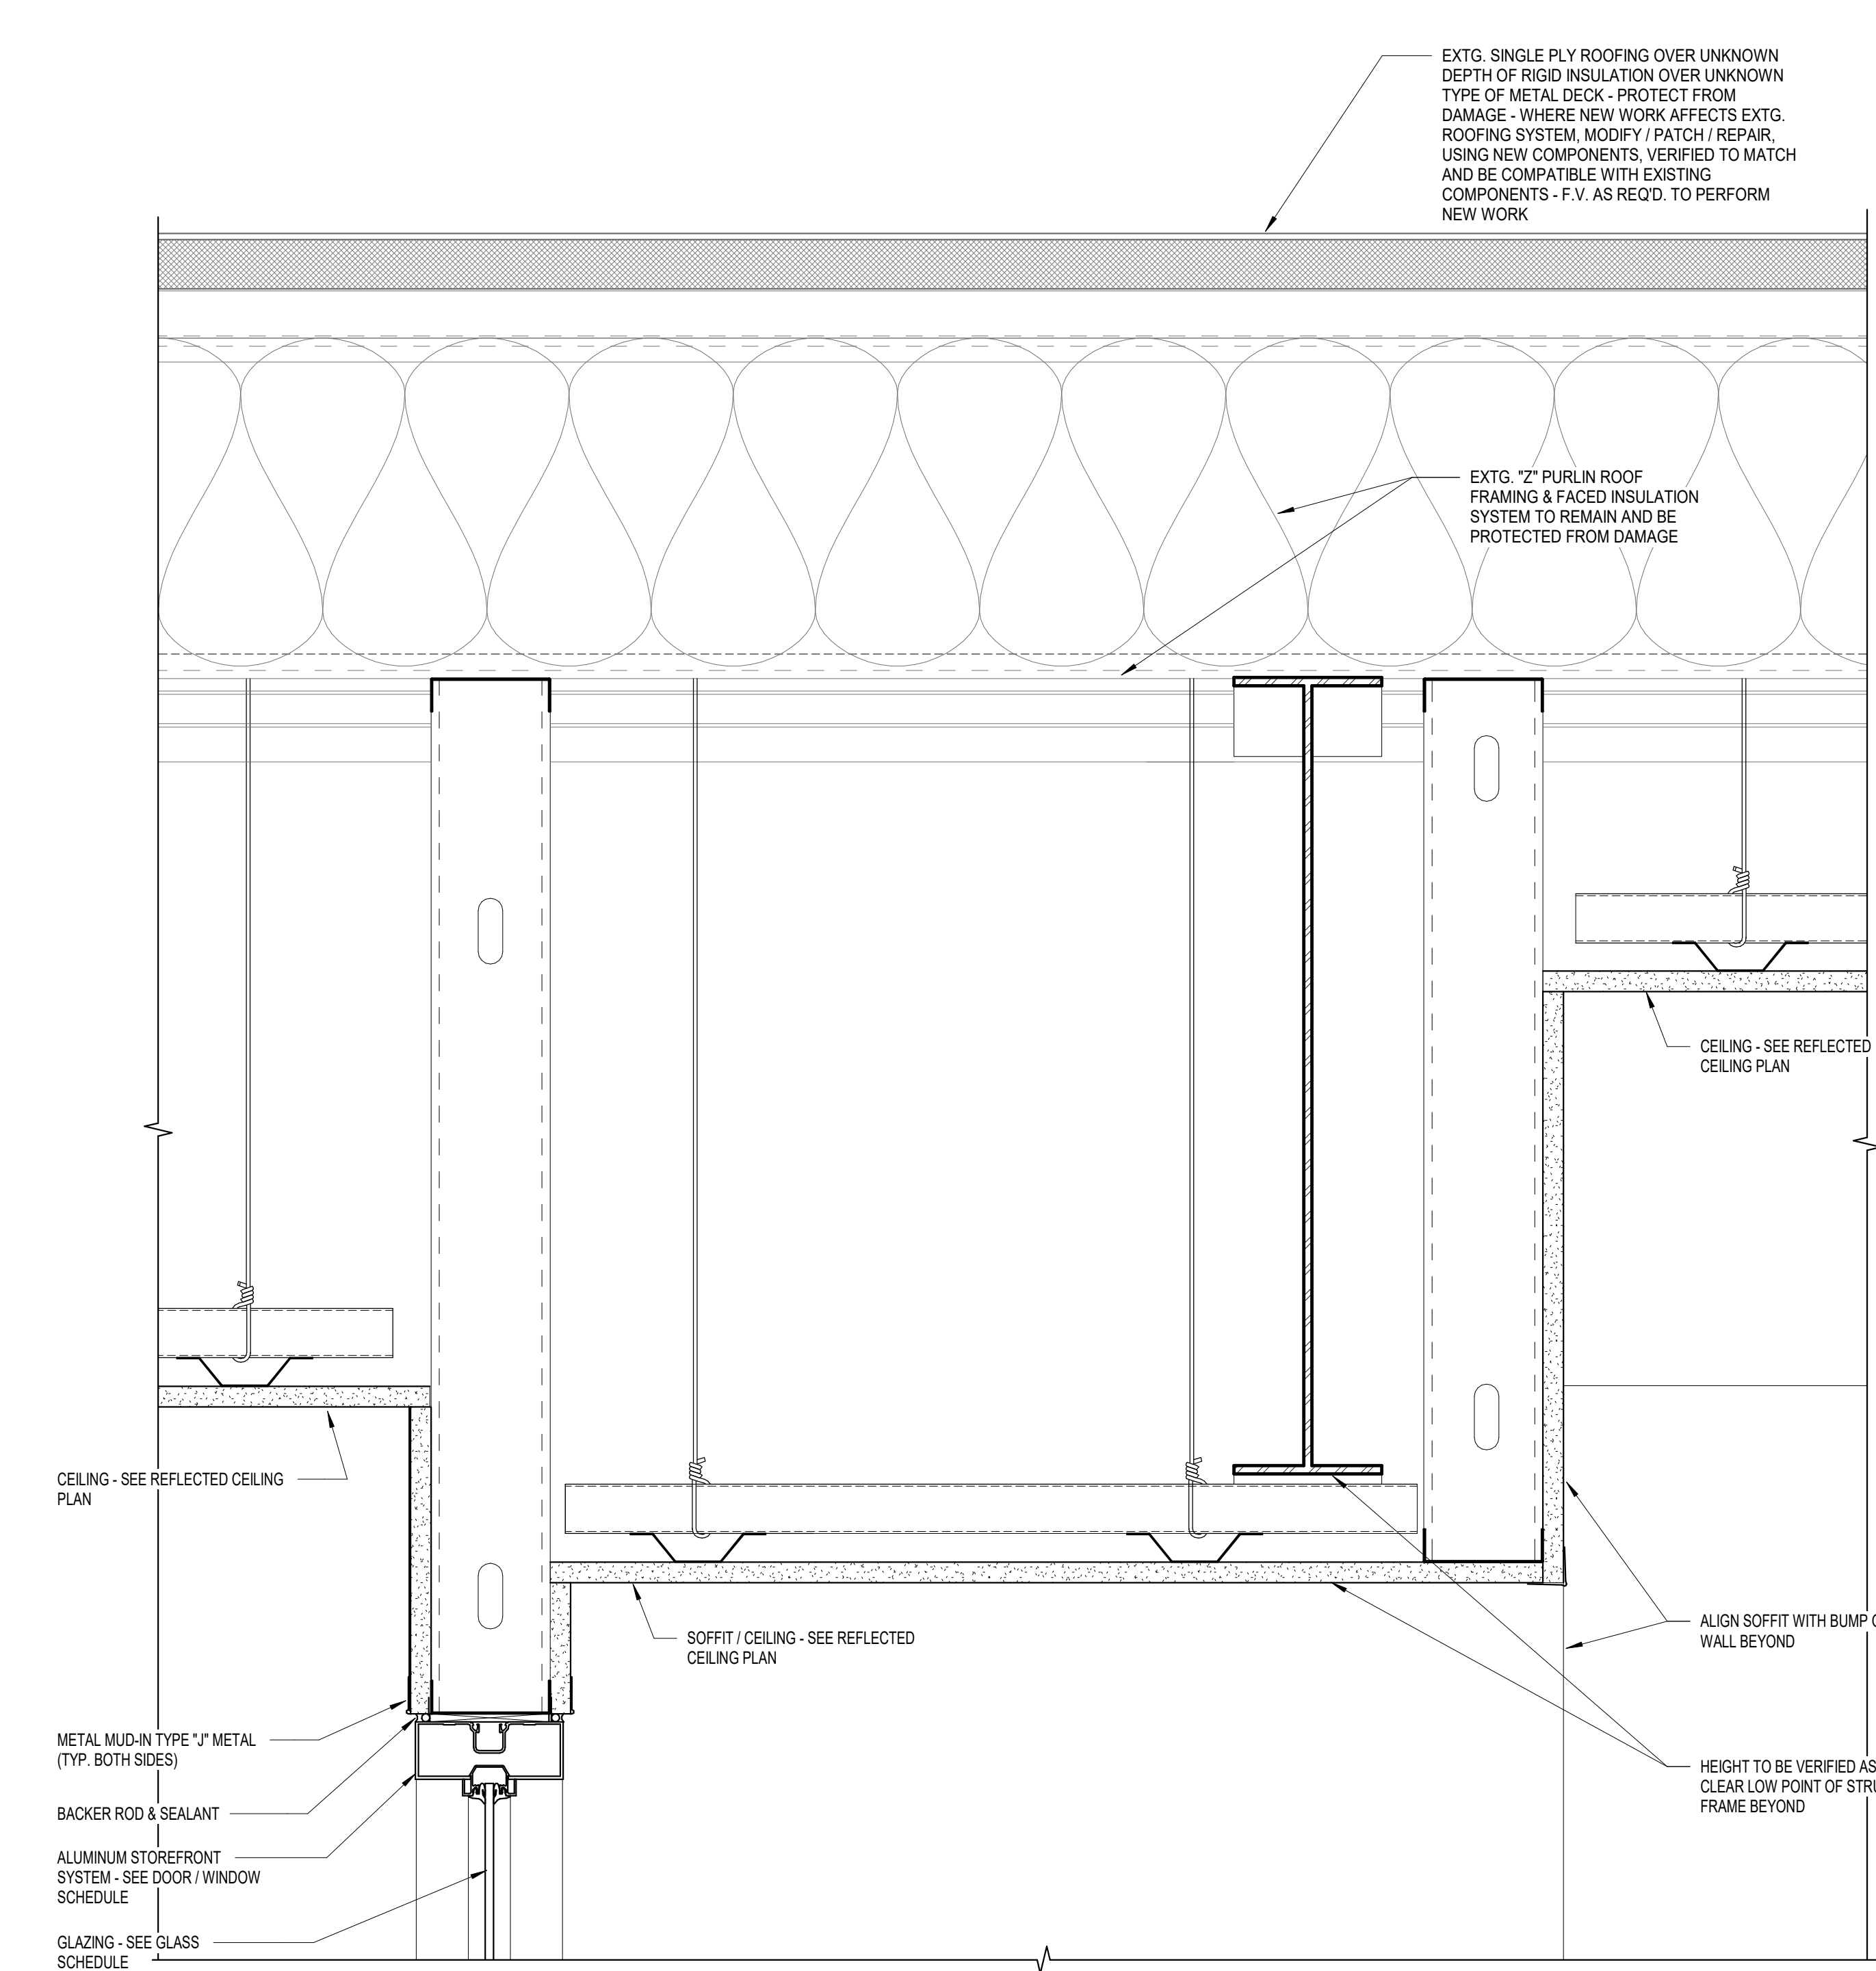 EXTG. SINGLE PLY ROOFING OVER UNKNOWN
DEPTH OF RIGID INSULATION OVER UNKNOWN
TYPE OF METAL DECK - PROTECT FROM
DAMAGE - WHERE NEW WORK AFFECTS EXTG.
ROOFING SYSTEM, MODIFY / PATCH / REPAIR,
USING NEW COMPONENTS, VERIFIED TO MATCH
AND BE COMPATIBLE WITH EXISTING
COMPONENTS - F.V. AS REQ'D. TO PERFORM
NEW WORK
EXTG. "Z" PURLIN ROOF
FRAMING & FACED INSULATION
SYSTEM TO REMAIN AND BE
PROTECTED FROM DAMAGE
CEILING - SEE REFLECTED
CEILING PLAN
CEILING - SEE REFLECTED CEILING
PLAN
SOFFIT / CEILING - SEE REFLECTED
CEILING PLAN
ALIGN SOFFIT WITH BUMP
WALL BEYOND
METAL MUD-IN TYPE "J" METAL
(TYP. BOTH SIDES)
HEIGHT TO BE VERIFIED AS
CLEAR LOW POINT OF
FRAME BEYOND
BACKER ROD & SEALANT
ALUMINUM STOREFRONT
SYSTEM - SEE DOOR / WINDOW
SCHEDULE
GLAZING - SEE GLASS
SCHEDULE